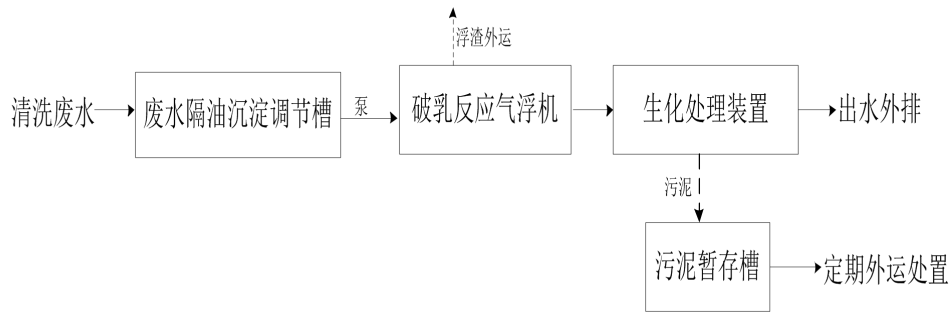 浮渣外运
清洗废水
废水隔油沉淀调节槽
泵
破乳反应气浮机
生化处理装置
出水外排
污泥
污泥暂存槽
定期外运处置